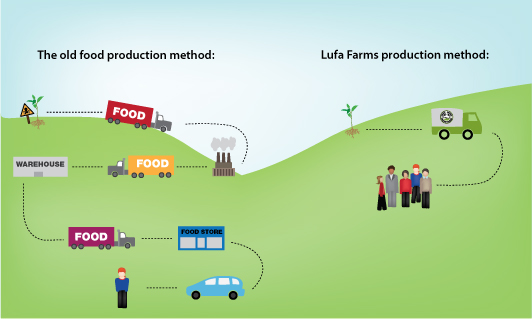 The old food production method:
Lufa Farms production method:
FOOD
WAREHOUSE
FOOD
FOOD
FOOD STORE